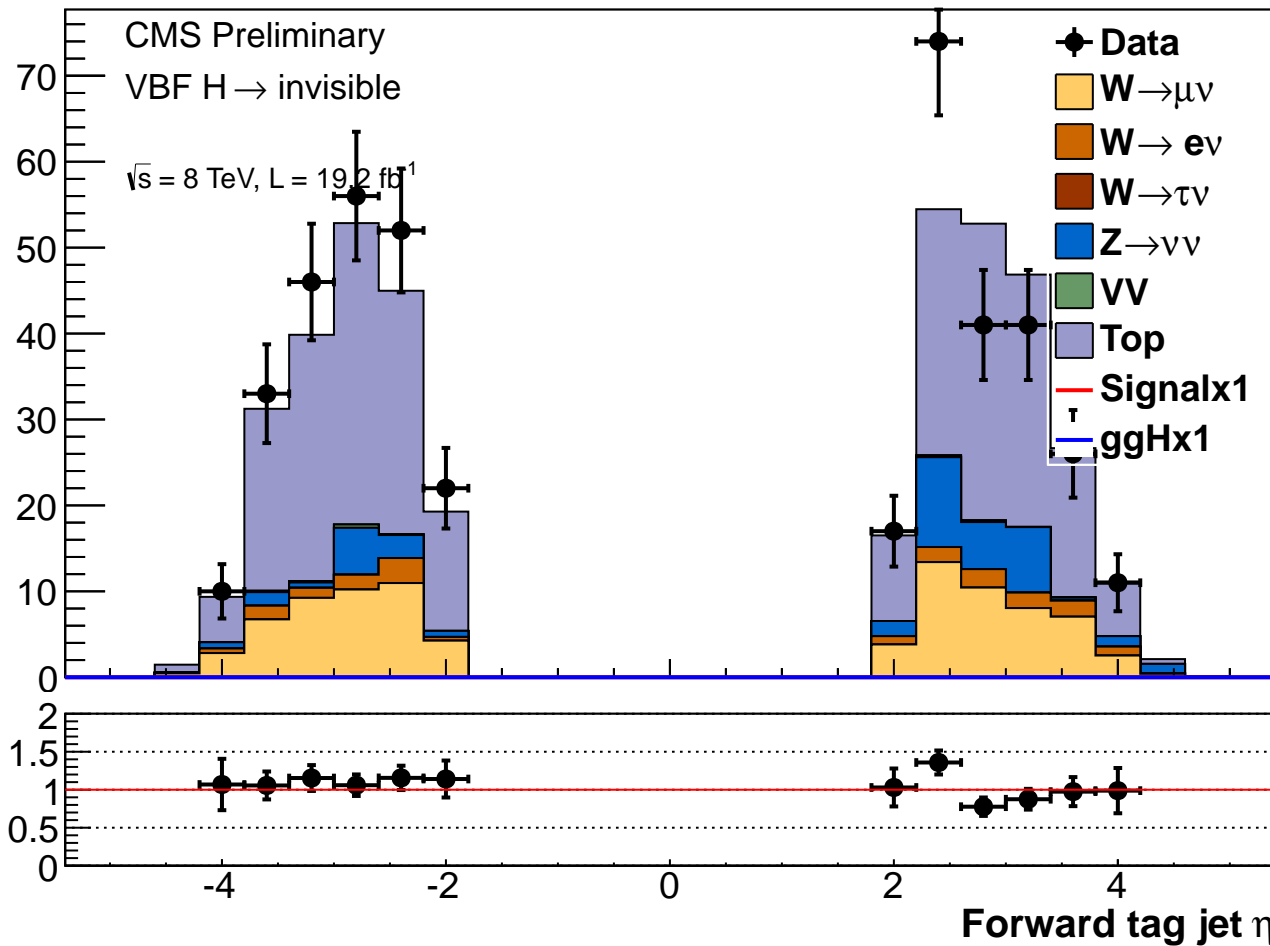 CMS Preliminary
VBF H → invisible
√s = 8 TeV, L = 19.2 fb-1
Data
W→μν
W→ eν
W→τν
Z→νν
VV
Top
Signalx1
ggHx1
70
60
50
40
30
20
10
0
2
1.5
1
0.5
0
-4 -2 0 2 4
Forward tag jet η